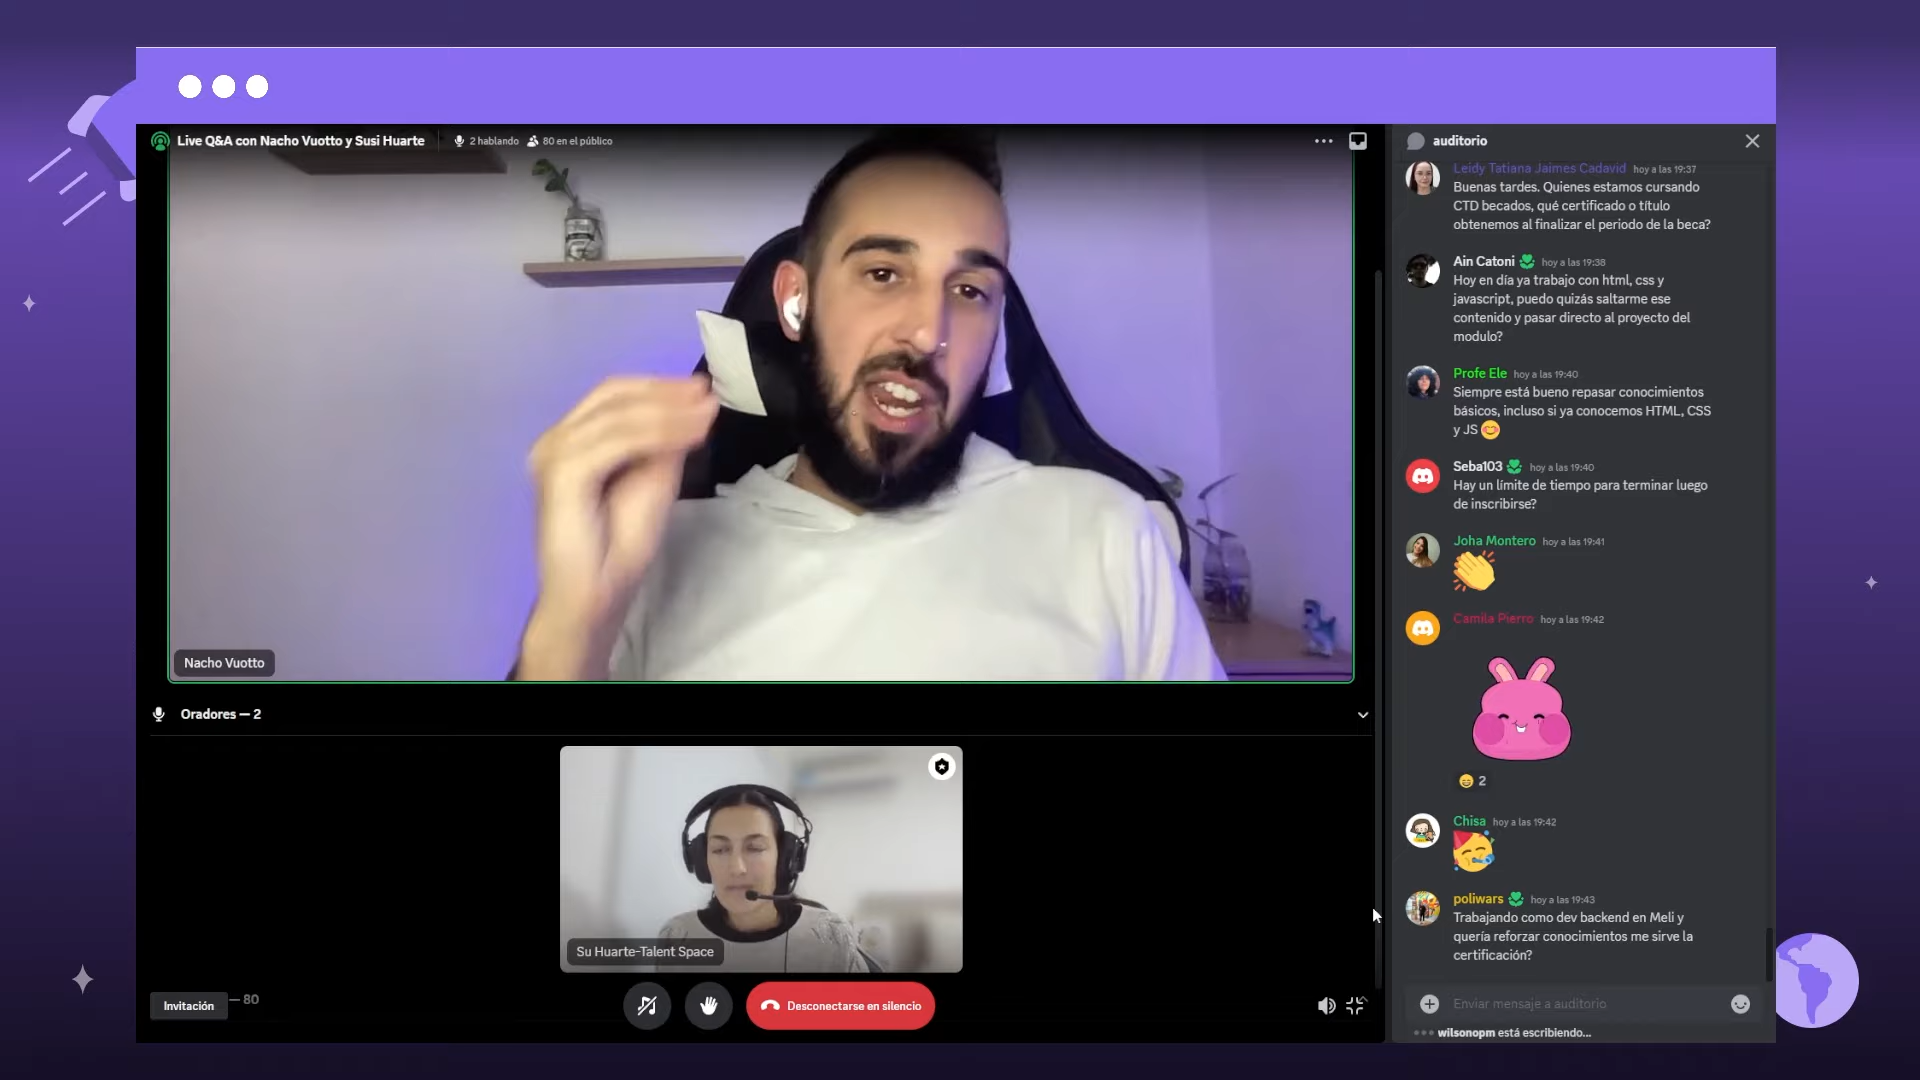 Live Q&A con Nacho Vuotto y Susi Huarte
2 hablando
80 en el público
Nacho Vuotto
Oradores — 2
Su Huarte-Talent Space
Invitación
— 80
Desconectarse en silencio
auditorio
Leidy Tatiana Jaimes Cadavid hoy a las 19:37
Buenas tardes. Quienes estamos cursando
CTD becados, qué certificado o título
obtenemos al finalizar el periodo de la beca?
Ain Catoni hoy a las 19:38
Hoy en día ya trabajo con html, css y
javascript, puedo quizás saltarme ese
contenido y pasar directo al proyecto del
modulo?
Profe Ele hoy a las 19:40
Siempre está bueno repasar conocimientos
básicos, incluso si ya conocemos HTML, CSS
y JS
Seba103 hoy a las 19:40
Hay un límite de tiempo para terminar luego
de inscribirse?
Joha Montero hoy a las 19:41
Camila Pierro hoy a las 19:42
2
Chisa hoy a las 19:42
poliwars hoy a las 19:43
Trabajando como dev backend en Meli y
quería reforzar conocimientos me sirve la
certificación?
Enviar mensaje a auditorio
wilsonopm está escribiendo...